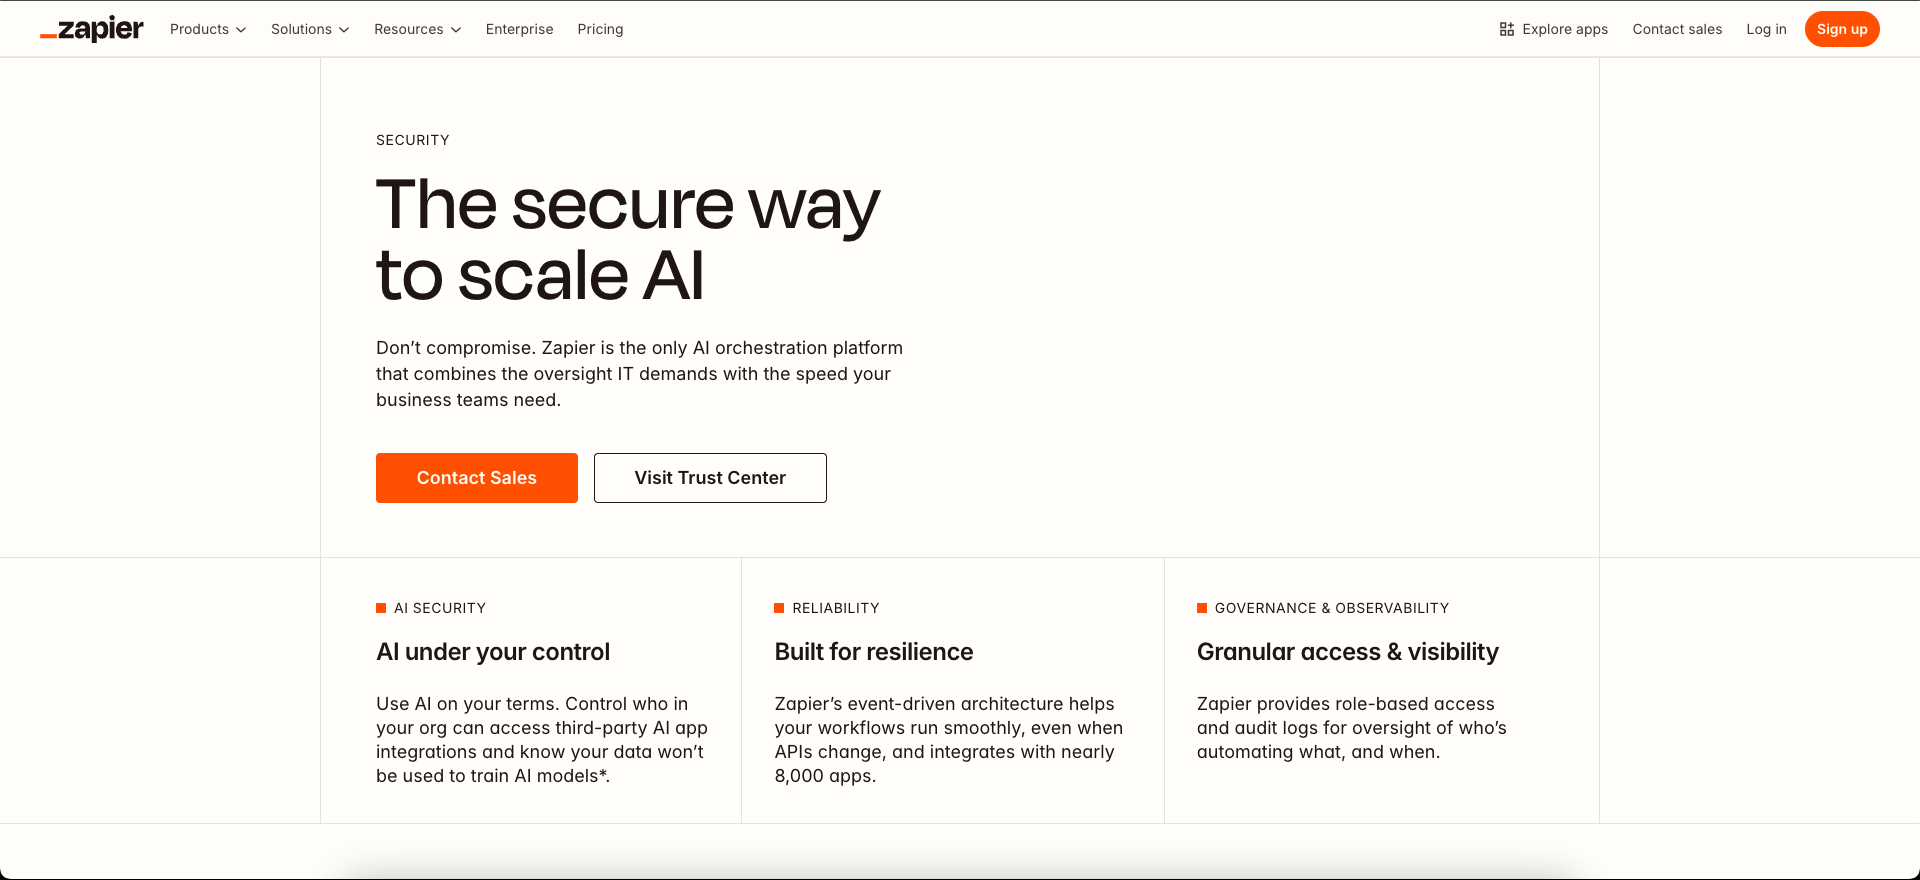 zapier
Products
Solutions
Resources
Enterprise
Pricing
Explore apps
Contact sales
Log in
Sign up
SECURITY
The secure way
to scale AI
Don’t compromise. Zapier is the only AI orchestration platform
that combines the oversight IT demands with the speed your
business teams need.
Contact Sales
Visit Trust Center
AI SECURITY
AI under your control
Use AI on your terms. Control who in
your org can access third-party AI app
integrations and know your data won’t
be used to train AI models*.
RELIABILITY
Built for resilience
Zapier’s event-driven architecture helps
your workflows run smoothly, even when
APIs change, and integrates with nearly
8,000 apps.
GOVERNANCE & OBSERVABILITY
Granular access & visibility
Zapier provides role-based access
and audit logs for oversight of who’s
automating what, and when.